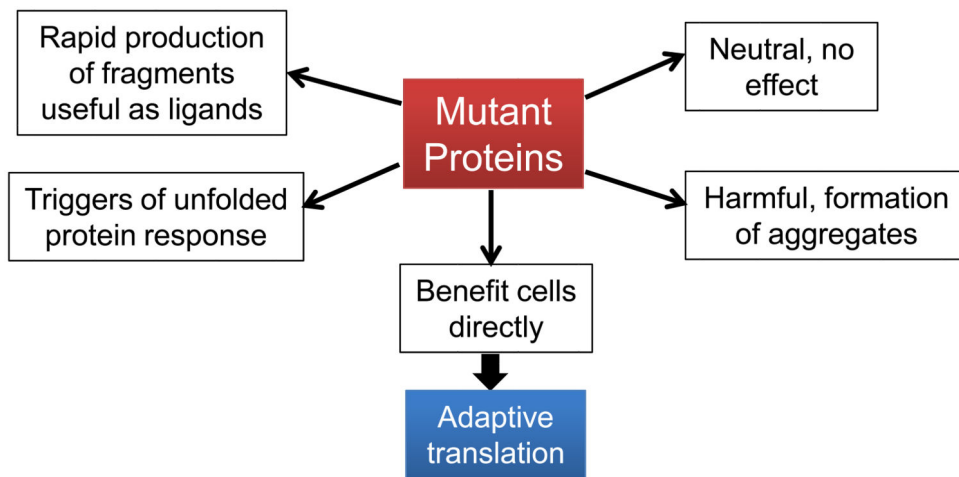 Rapid production
of fragments
useful as ligands
Neutral, no
effect
Mutant
Proteins
Triggers of unfolded
protein response
Harmful, formation
of aggregates
Benefit cells
directly
Adaptive
translation